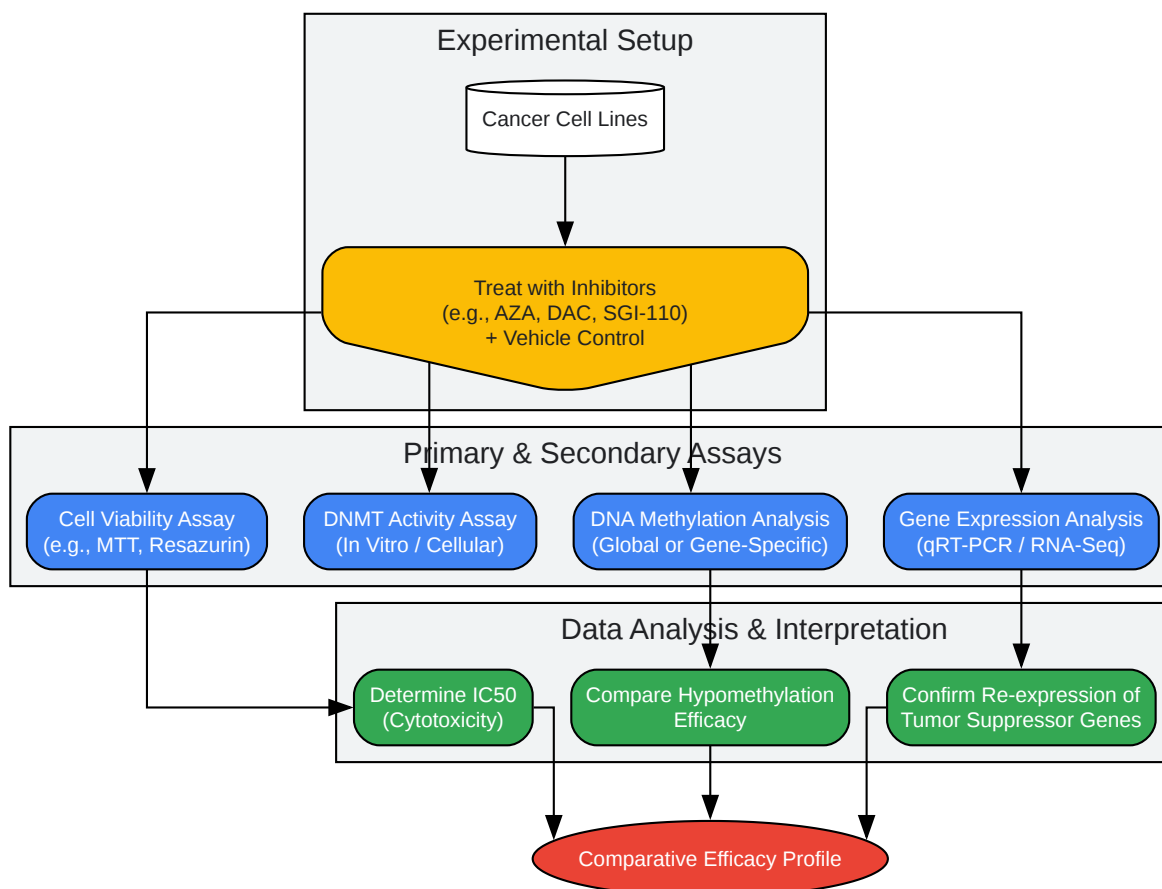 Experimental Setup
Cancer Cell Lines
Treat with Inhibitors
(e.g., AZA, DAC, SGI-110)
+ Vehicle Control
Primary & Secondary Assays
Cell Viability Assay
(e.g., MTT, Resazurin)
DNMT Activity Assay
(In Vitro / Cellular)
DNA Methylation Analysis
(Global or Gene-Specific)
Gene Expression Analysis
(qRT-PCR / RNA-Seq)
Data Analysis & Interpretation
Determine IC50
(Cytotoxicity)
Compare Hypomethylation
Efficacy
Confirm Re-expression of
Tumor Suppressor Genes
Comparative Efficacy Profile